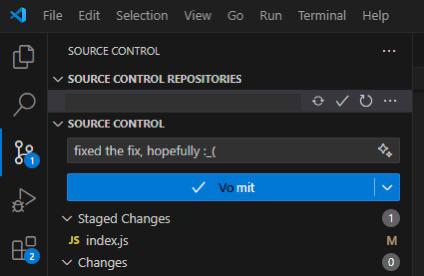 File Edit Selection View Go Run Terminal Help
SOURCE CONTROL
SOURCE CONTROL REPOSITORIES
SOURCE CONTROL
fixed the fix, hopefully :_(
Vo mit
Staged Changes 1
JS index.js M
Changes 0
1
2